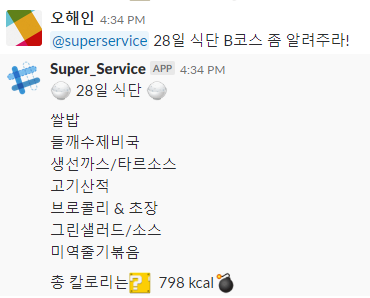 오해인 4:34 PM
@superservice 28일 식단 B코스 좀 알려주라!
Super_Service APP 4:34 PM
28일 식단
쌀밥
들깨수제비국
생선까스/타르소스
고기산적
브로콜리 & 초장
그린샐러드/소스
미역줄기볶음
총 칼로리는? 798 kcal